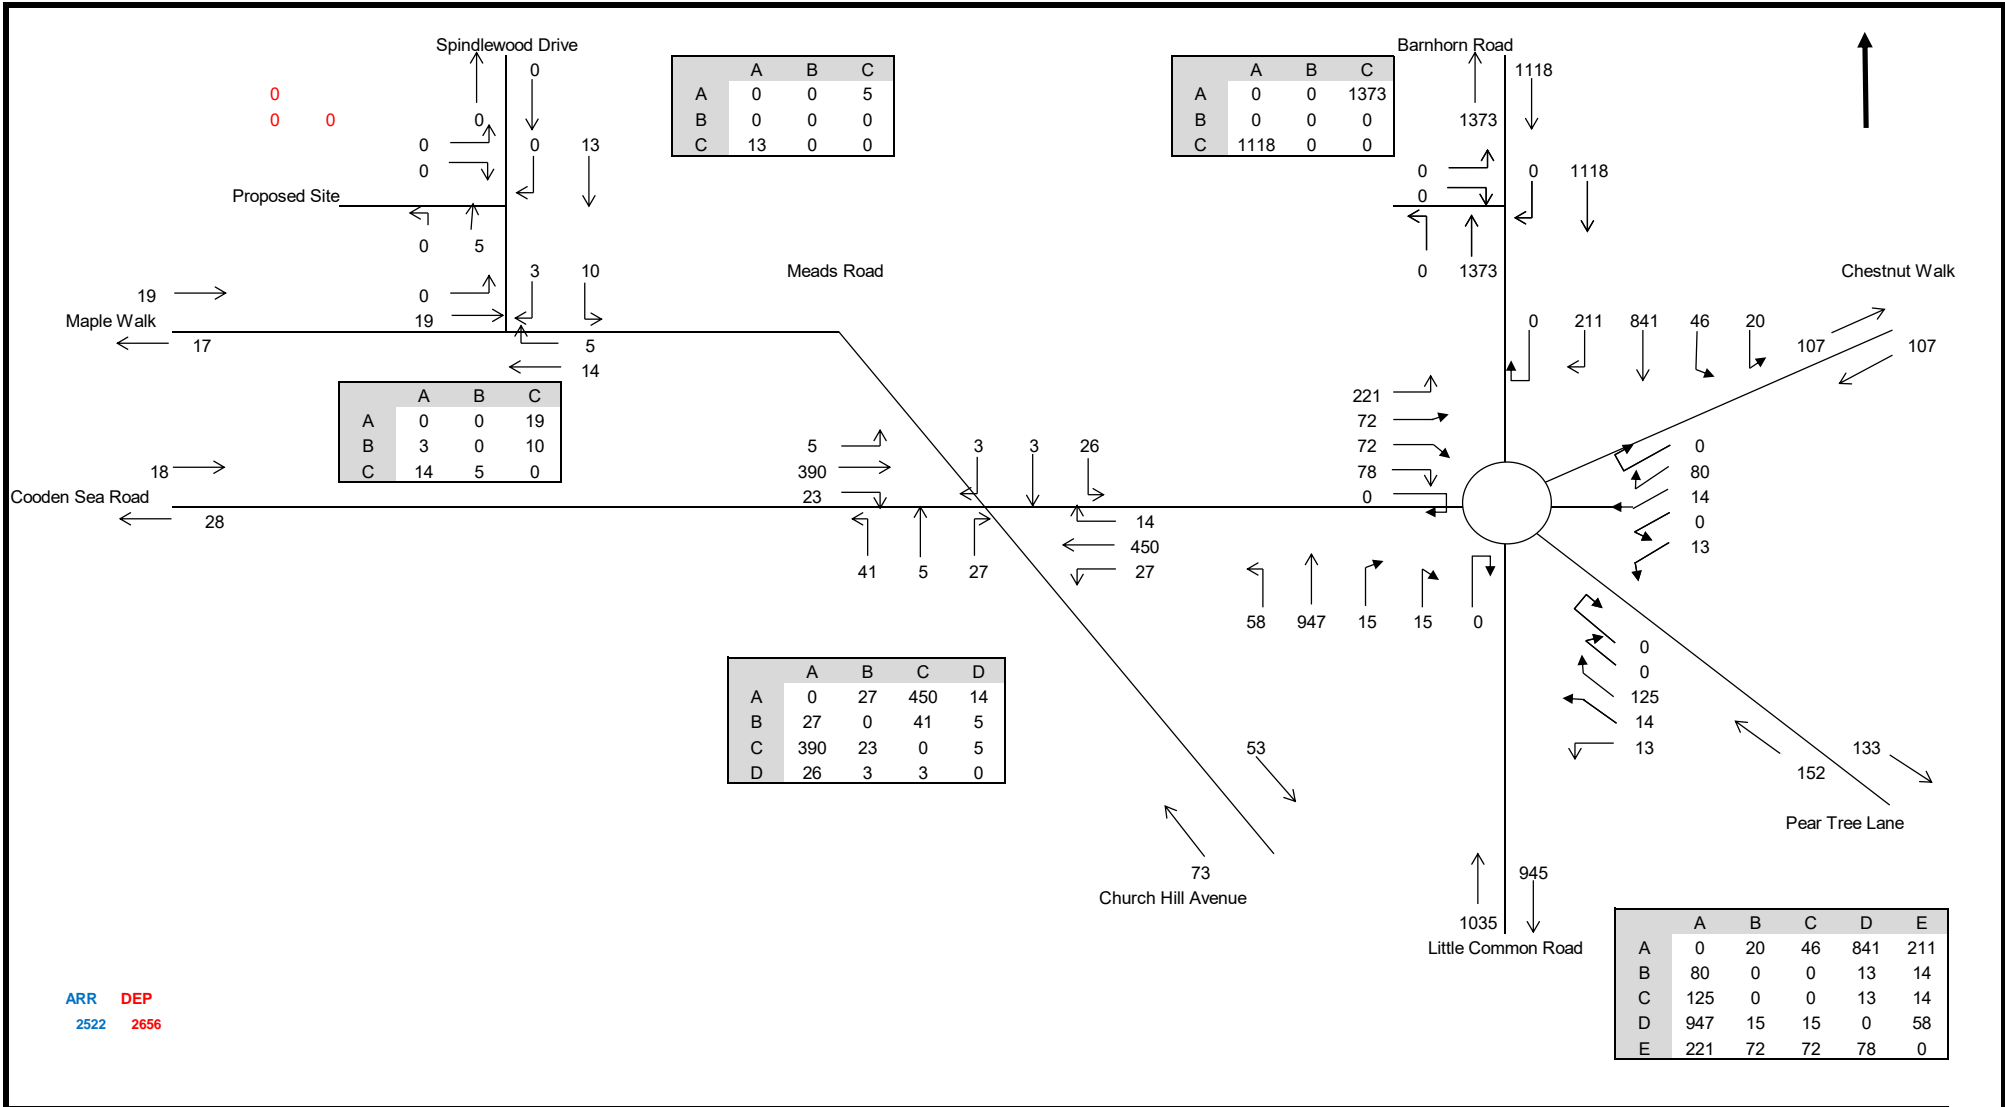 Spindlewood Drive
Barnhorn Road
0
A B C
A 0 0 5
B 0 0 0
C 13 0 0
A B C
A 0 0 1373
B 0 0 0
C 1118 0 0
1118
0
0 0
0
1373
0
0 13
0
0
0 1118
0
Proposed Site
0 5
0 1373
3 10
Meads Road
Chestnut Walk
19
0
19
Maple Walk
17
5
14
0 211 841 46 20
107
107
A B C
A 0 0 19
B 3 0 10
C 14 5 0
221
72
72
78
0
5
390
23
3 3 26
0
80
14
0
13
18
Cooden Sea Road
28
14
450
27
41 5 27
58 947 15 15 0
0
0
125
14
13
A B C D
A 0 27 450 14
B 27 0 41 5
C 390 23 0 5
D 26 3 3 0
53
133
152
Pear Tree Lane
73
Church Hill Avenue
945
1035
Little Common Road
A B C D E
A 0 20 46 841 211
B 80 0 0 13 14
C 125 0 0 13 14
D 947 15 15 0 58
E 221 72 72 78 0
ARR DEP
2522 2656